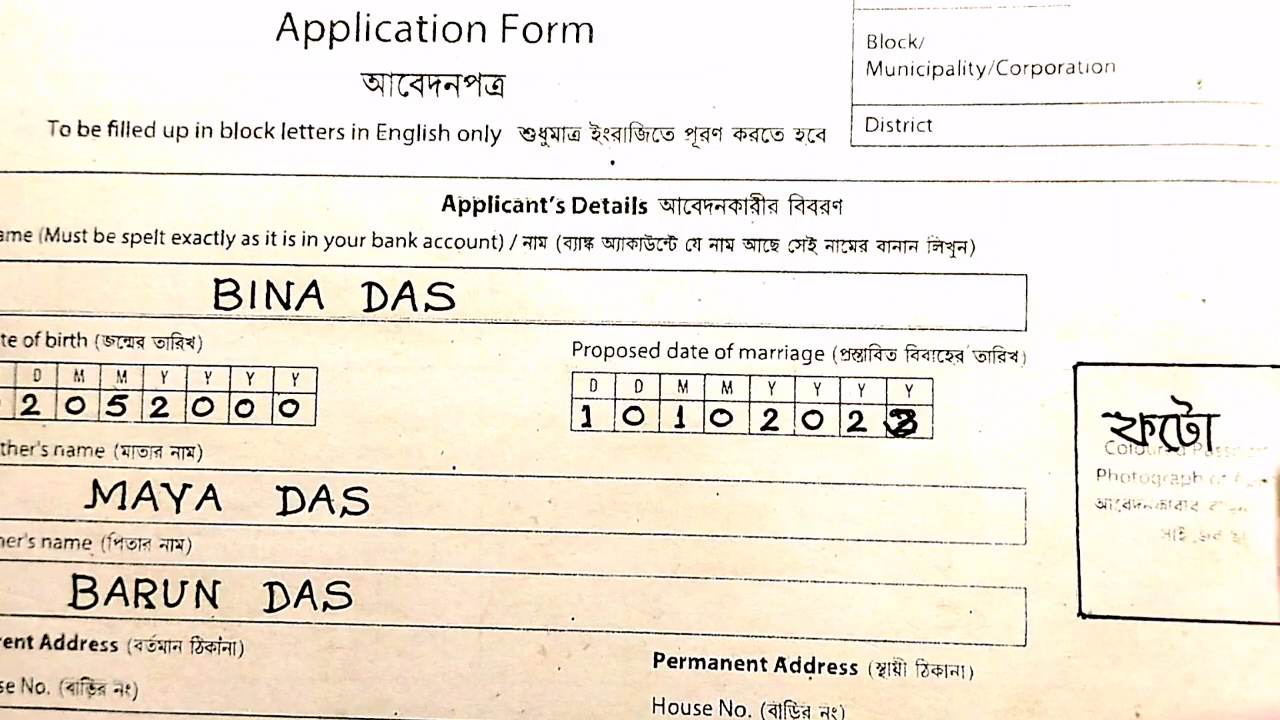 Application Form
আবেদনপত্র
To be filled up in block letters in English only শুধুমাত্র ইংরাজিতে পূরণ করতে হবে
Block/
Municipality/Corporation
District
Applicant's Details আবেদনকারীর বিবরণ
ame (Must be spelt exactly as it is in your bank account) / নাম (ব্যাঙ্ক অ্যাকাউন্টে যে নাম আছে সেই নামের বানান লিখুন)
BINA DAS
te of birth (জন্মের তারিখ)
Proposed date of marriage (প্রস্তাবিত বিবাহের তারিখ)
D M M Y Y Y Y
2 0 5 2 0 0 0
D D M M Y Y Y Y
1 0 1 0 2 0 2
ফটো
Coloured
Photograph of
ther's name (মাতার নাম)
MAYA DAS
her's name (পিতার নাম)
BARUN DAS
ent Address (বর্তমান ঠিকানা)
Permanent Address (স্থায়ী ঠিকানা)
se No. (বাড়ির নং)
House No. (বাড়ির নং)